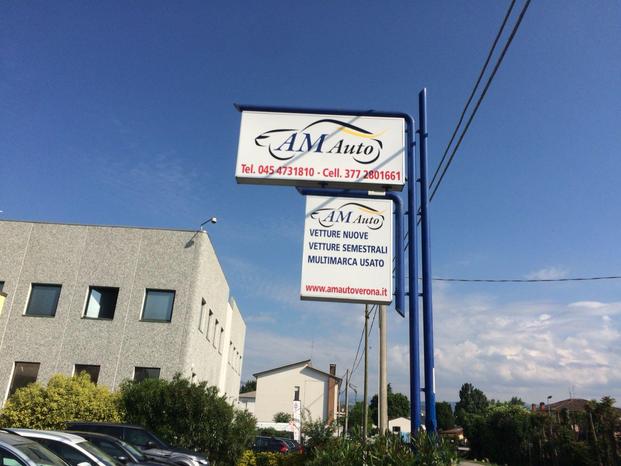 AM Auto
Tel. 045 4731810 - Cell. 377 2801661
AM Auto
VETTURE NUOVE
VETTURE SEMESTRALI
MULTIMARCA USATO
www.amautoverona.it